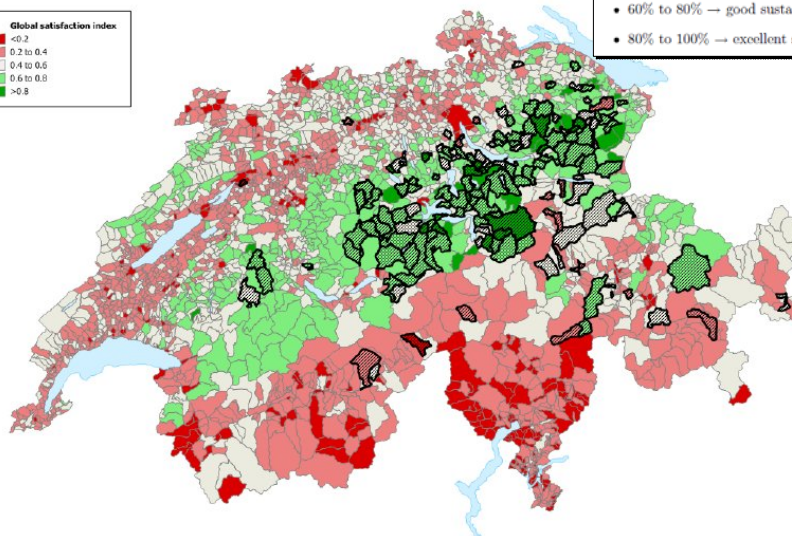 Global satisfaction index
<0.2
0.2 to 0.4
0.4 to 0.6
0.6 to 0.8
>0.8
• 60% to 80% → good susta
• 80% to 100% → excellent